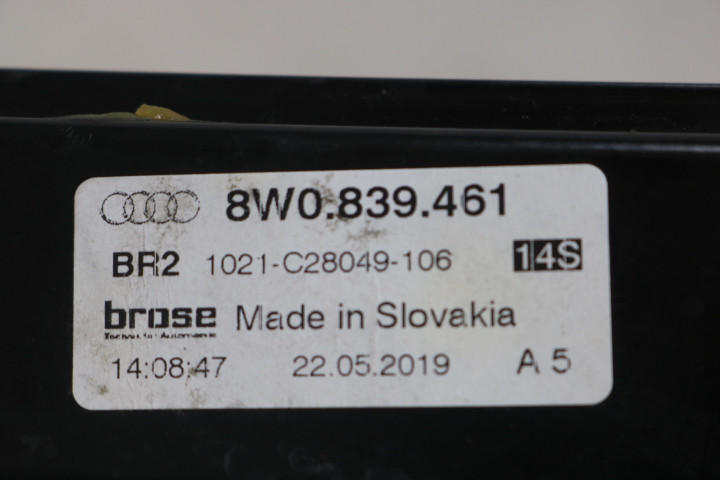 8W0.839.461
BR2 1021-C28049-106 14S
brose Made in Slovakia
14:08:47 22.05.2019 A 5